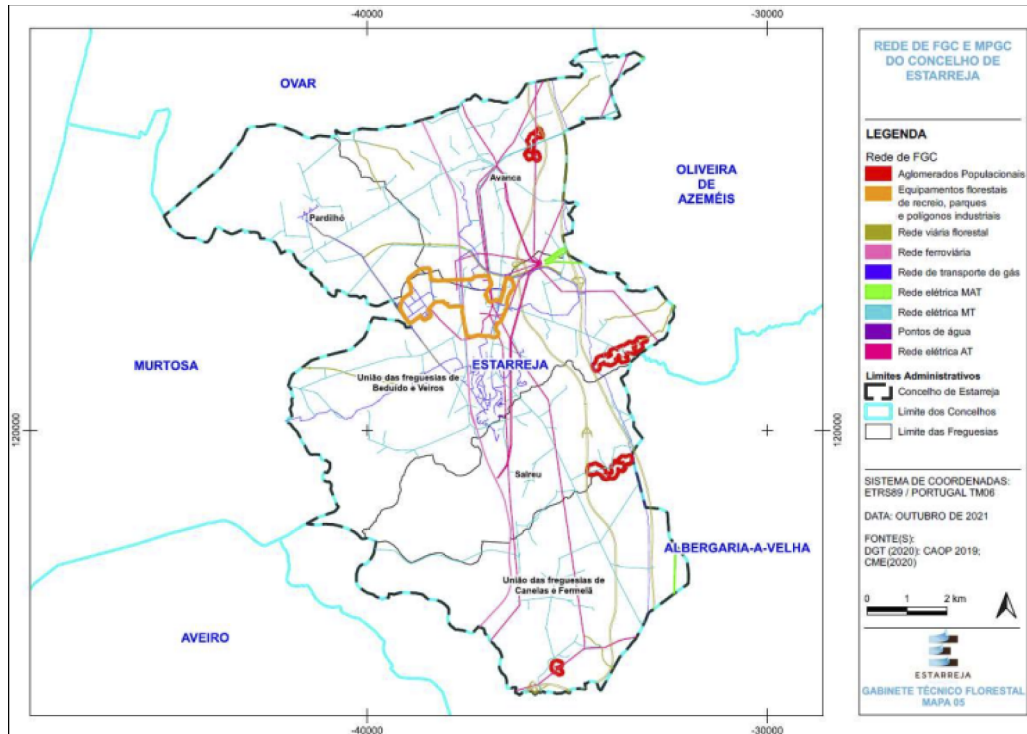 -40000
-30000
OVAR
OLIVEIRA
DE
AZEMÉIS
Avanca
Pardilhó
MURTOSA
ESTARREJA
União das freguesias de
Beduído e Veiros
120000
120000
Salreu
ALBERGARIA-A-VELHA
União das freguesias de
Canelas e Fermelã
AVEIRO
-40000
-30000
REDE DE FGC E MPGC
DO CONCELHO DE
ESTARREJA
LEGENDA
Rede de FGC
Aglomerados Populacionais
Equipamentos florestais
de recreio, parques
e polígonos industriais
Rede viária florestal
Rede ferroviária
Rede de transporte de gás
Rede elétrica MAT
Rede elétrica MT
Pontos de água
Rede elétrica AT
Limites Administrativos
Concelho de Estarreja
Limite dos Concelhos
Limite das Freguesias
SISTEMA DE COORDENADAS:
ETRS89 / PORTUGAL TM06
DATA: OUTUBRO DE 2021
FONTE(S):
DGT (2020): CAOP 2019;
CME(2020)
0 1 2 km
ESTARREJA
GABINETE TÉCNICO FLORESTAL
MAPA 05